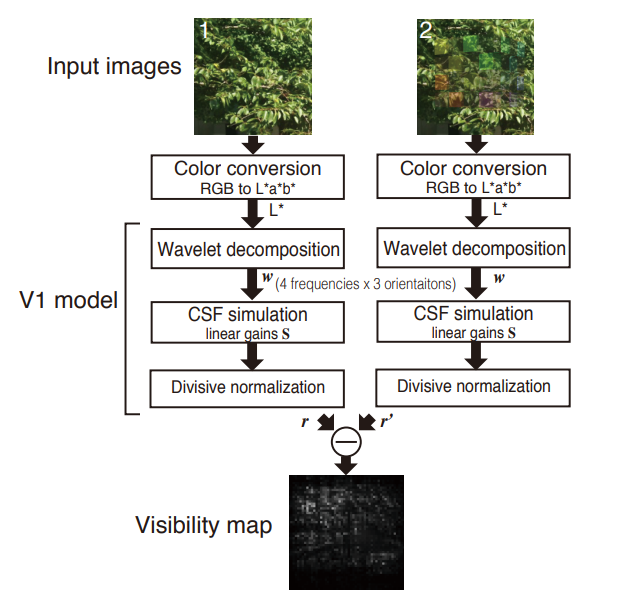 Input images
1
2
Color conversion
RGB to L*a*b*
Color conversion
RGB to L*a*b*
L*
L*
V1 model
Wavelet decomposition
Wavelet decomposition
w (4 frequencies x 3 orientaitons) w
CSF simulation
linear gains S
CSF simulation
linear gains S
Divisive normalization
Divisive normalization
r
r’
Visibility map